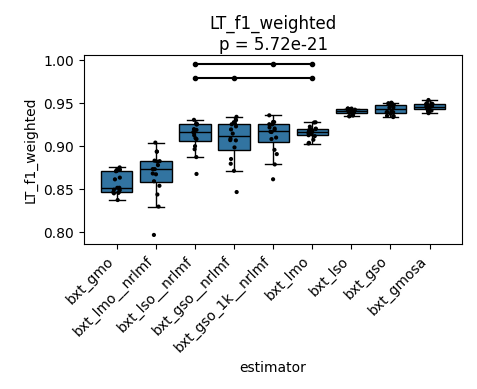 LT_f1_weighted
p = 5.72e-21
LT_f1_weighted
1.00
0.95
0.90
0.85
0.80
bxt_gmo
bxt_lmo__nrlmf
bxt_lso__nrlmf
bxt_gso__nrlmf
bxt_gso_1k__nrlmf
bxt_lmo
bxt_lso
bxt_gso
bxt_gmosa
estimator